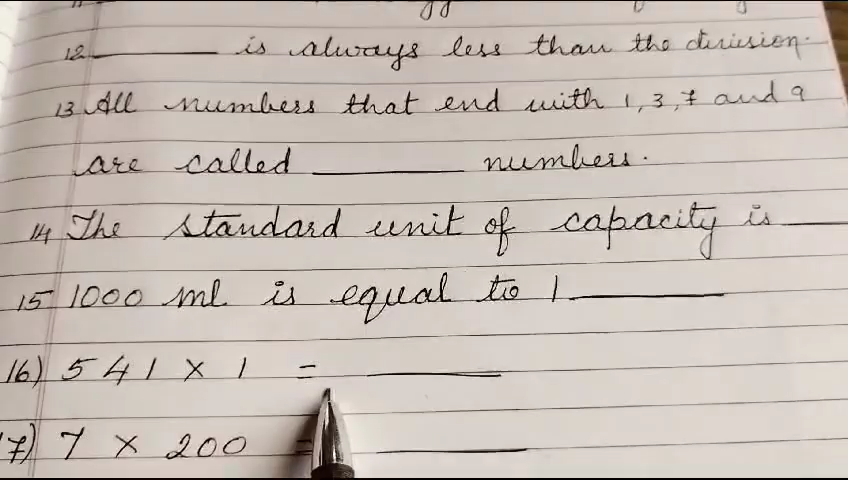 12 ______ is always less than the division.
13 All numbers that end with 1, 3, 7 and 9
are called ______ numbers.
14 The standard unit of capacity is ______
15 1000 ml is equal to 1 ______
16) 541 × 1 = ______
17) 7 × 200 = ______